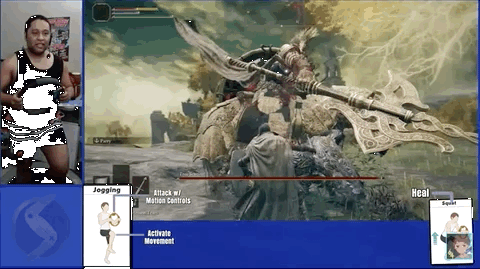 Jogging
Attack w/
Motion Controls
Activate
Movement
Heal
Squat